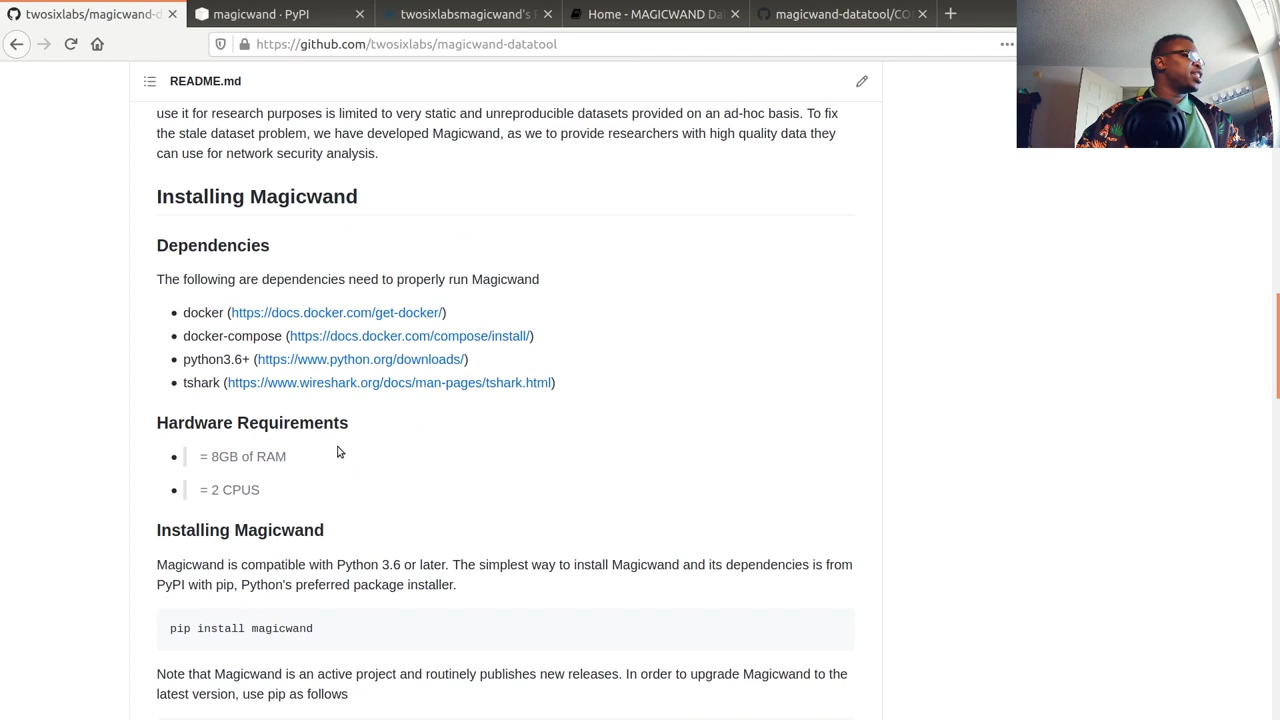 twosixlabs/magicwand-d
magicwand · PyPI
twosixlabsmagicwand's
Home - MAGICWAND Da
magicwand-datatool/CO
https://github.com/twosixlabs/magicwand-datatool
README.md
use it for research purposes is limited to very static and unreproducible datasets provided on an ad-hoc basis. To fix
the stale dataset problem, we have developed Magicwand, as we to provide researchers with high quality data they
can use for network security analysis.
Installing Magicwand
Dependencies
The following are dependencies need to properly run Magicwand
docker (https://docs.docker.com/get-docker/)
docker-compose (https://docs.docker.com/compose/install/)
python3.6+ (https://www.python.org/downloads/)
tshark (https://www.wireshark.org/docs/man-pages/tshark.html)
Hardware Requirements
= 8GB of RAM
= 2 CPUS
Installing Magicwand
Magicwand is compatible with Python 3.6 or later. The simplest way to install Magicwand and its dependencies is from
PyPI with pip, Python's preferred package installer.
pip install magicwand
Note that Magicwand is an active project and routinely publishes new releases. In order to upgrade Magicwand to the
latest version, use pip as follows